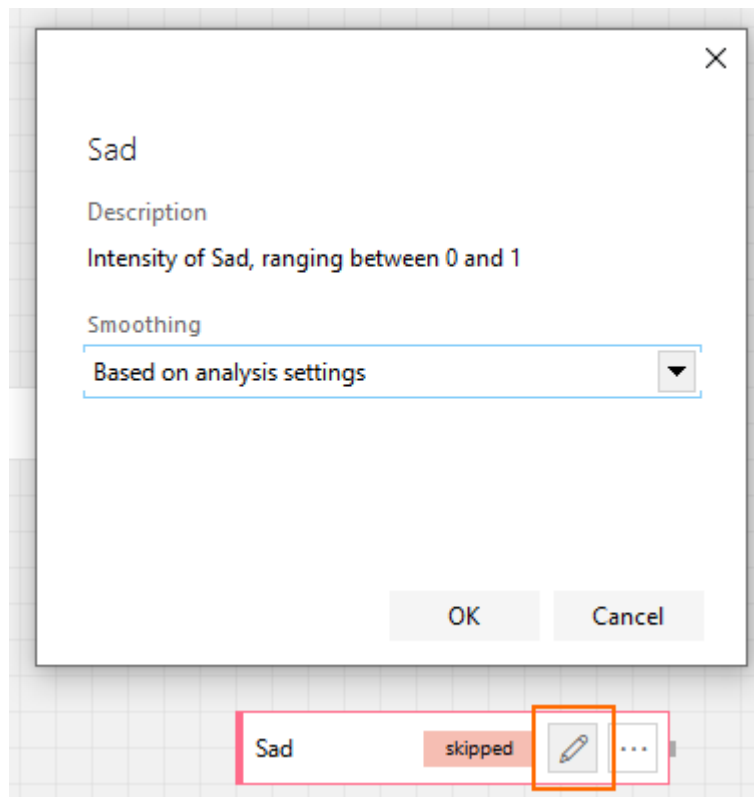 Sad
Description
Intensity of Sad, ranging between 0 and 1
Smoothing
Based on analysis settings
OK Cancel
Sad skipped ...